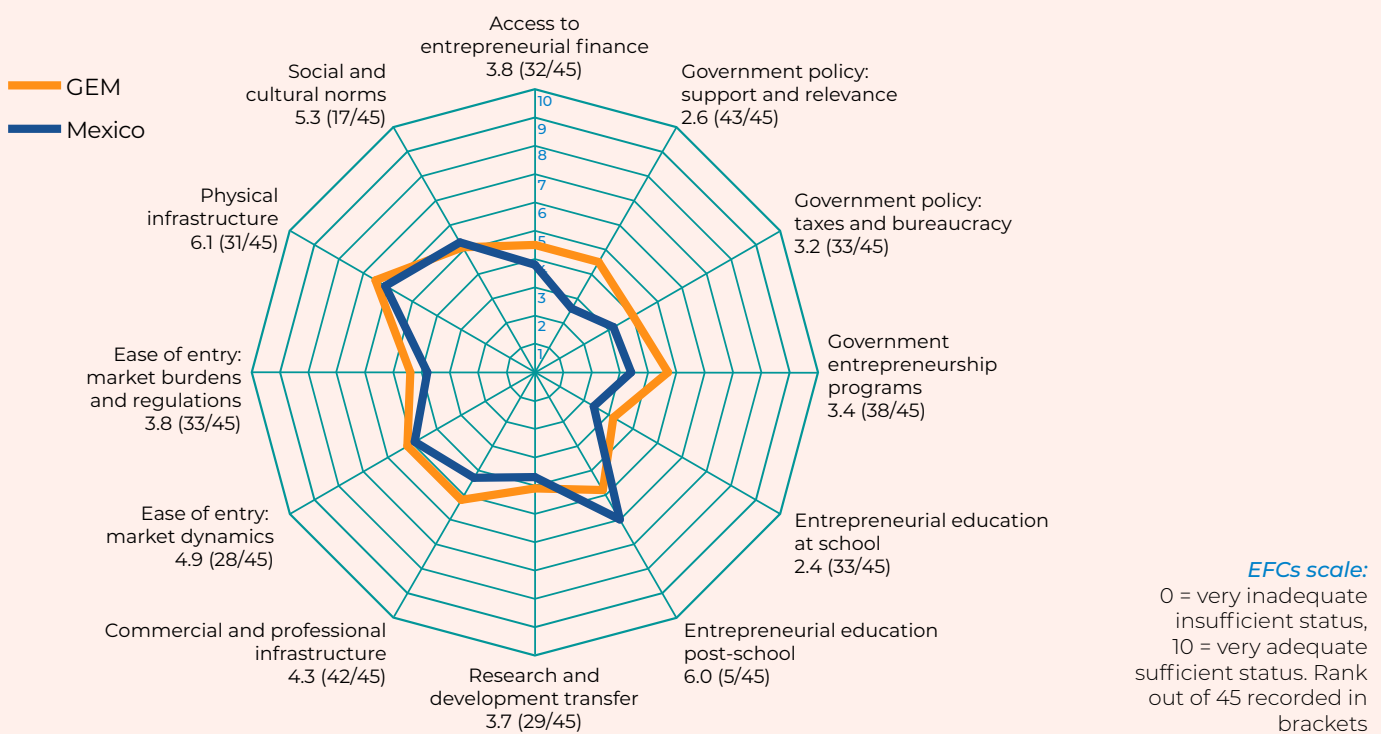 GEM
Mexico
Access to
entrepreneurial finance
3.8 (32/45)
Government policy:
support and relevance
2.6 (43/45)
Government policy:
taxes and bureaucracy
3.2 (33/45)
Government
entrepreneurship
programs
3.4 (38/45)
Entrepreneurial education
at school
2.4 (33/45)
Entrepreneurial education
post-school
6.0 (5/45)
Research and
development transfer
3.7 (29/45)
Commercial and professional
infrastructure
4.3 (42/45)
Ease of entry:
market dynamics
4.9 (28/45)
Ease of entry:
market burdens
and regulations
3.8 (33/45)
Physical
infrastructure
6.1 (31/45)
Social and
cultural norms
5.3 (17/45)
10
9
8
7
6
5
4
3
2
1
EFCs scale:
0 = very inadequate
insufficient status,
10 = very adequate
sufficient status. Rank
out of 45 recorded in
brackets